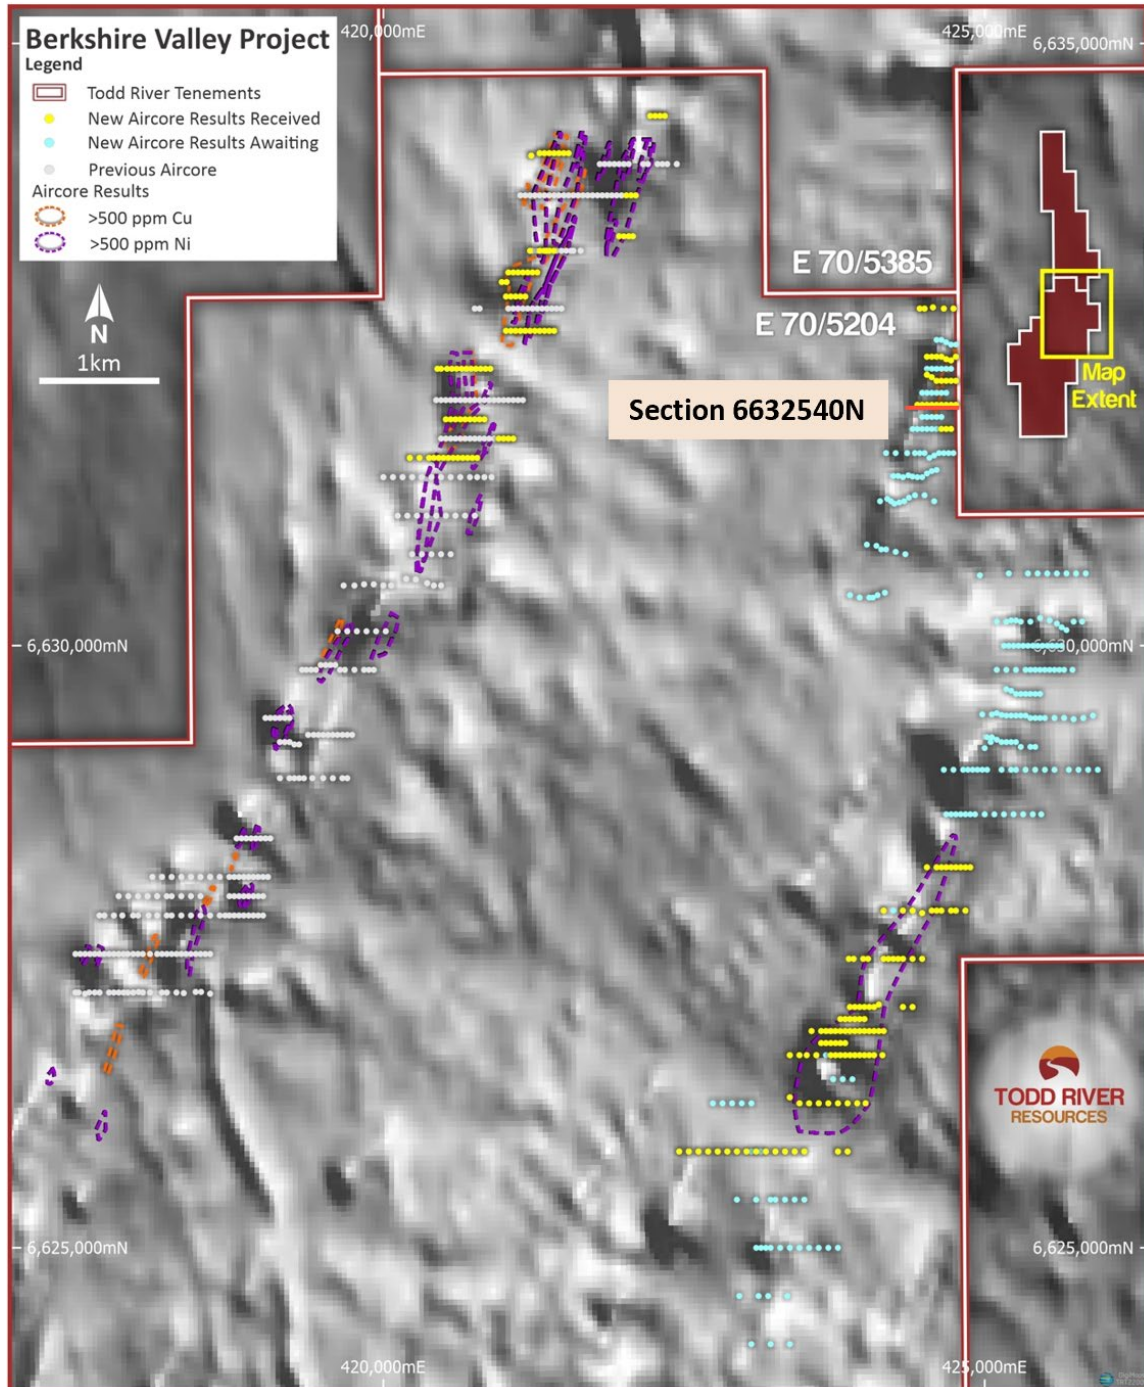 Berkshire Valley Project
Legend
Todd River Tenements
New Aircore Results Received
New Aircore Results Awaiting
Previous Aircore
Aircore Results
>500 ppm Cu
>500 ppm Ni
N
1km
420,000mE
425,000mE
6,635,000mN
E 70/5385
E 70/5204
Map
Extent
Section 6632540N
6,630,000mN
6,630,000mN
TODD RIVER
RESOURCES
6,625,000mN
6,625,000mN
420,000mE
425,000mE